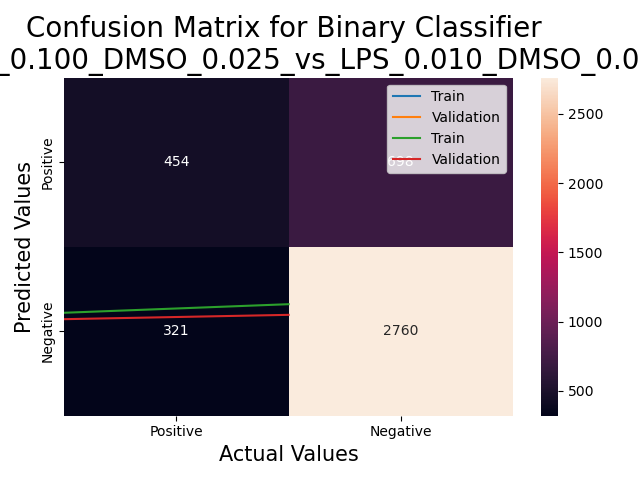 Confusion Matrix for Binary Classifier
_0.100_DMSO_0.025_vs_LPS_0.010_DMSO_0.0
Train
Validation
Train
Validation
Positive
454
Negative
321
2760
Predicted Values
Positive
Negative
Actual Values
2500
2000
1500
1000
500